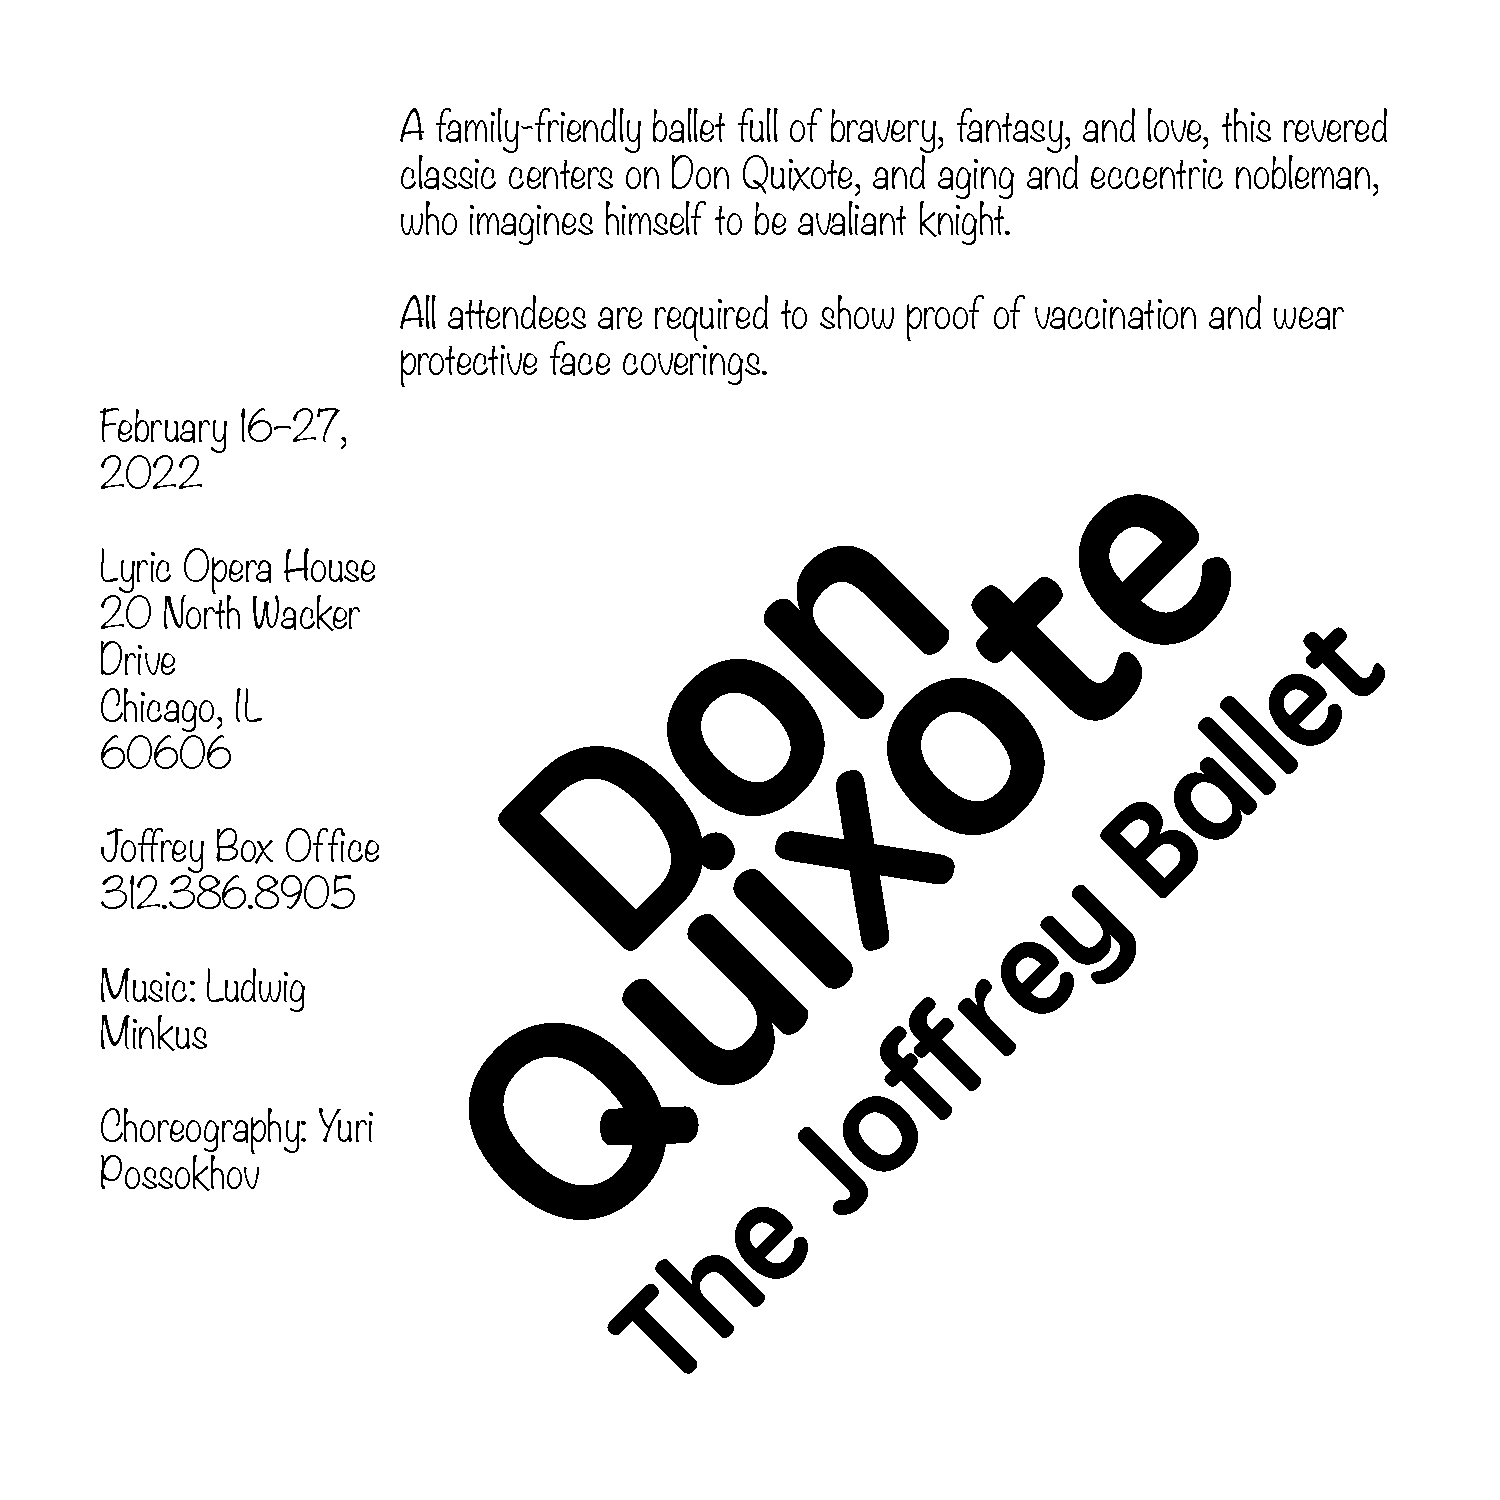 A family-friendly ballet full of bravery, fantasy, and love, this revered
classic centers on Don Quixote, and aging and eccentric nobleman,
who imagines himself to be avaliant knight.
All attendees are required to show proof of vaccination and wear
protective face coverings.
February 16-27,
2022
Lyric Opera House
20 North Wacker
Drive
Chicago, IL
60606
Joffrey Box Office
312.386.8905
Music: Ludwig
Minkus
Choreography: Yuri
Possokhov
Don
Quixote
The Joffrey Ballet